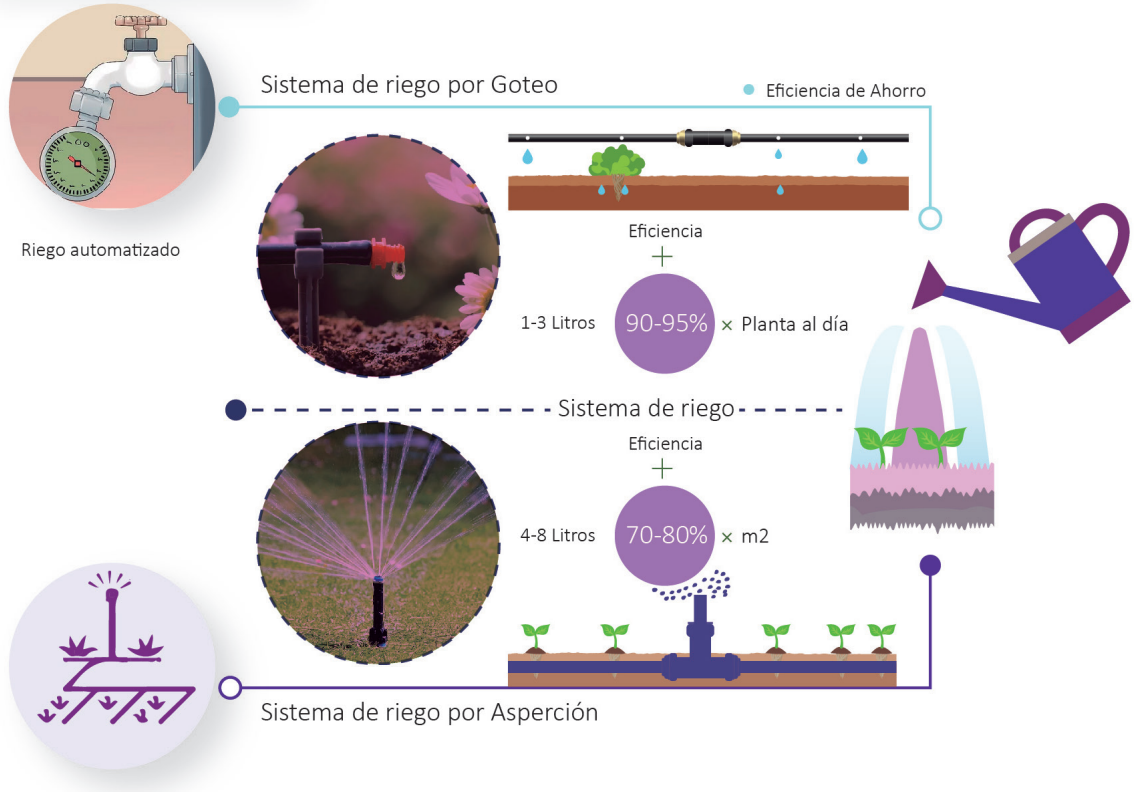 Sistema de riego por Goteo
Eficiencia de Ahorro
Riego automatizado
Eficiencia
+
1-3 Litros 90-95% × Planta al día
Sistema de riego
Eficiencia
+
4-8 Litros 70-80% × m2
Sistema de riego por Asperción